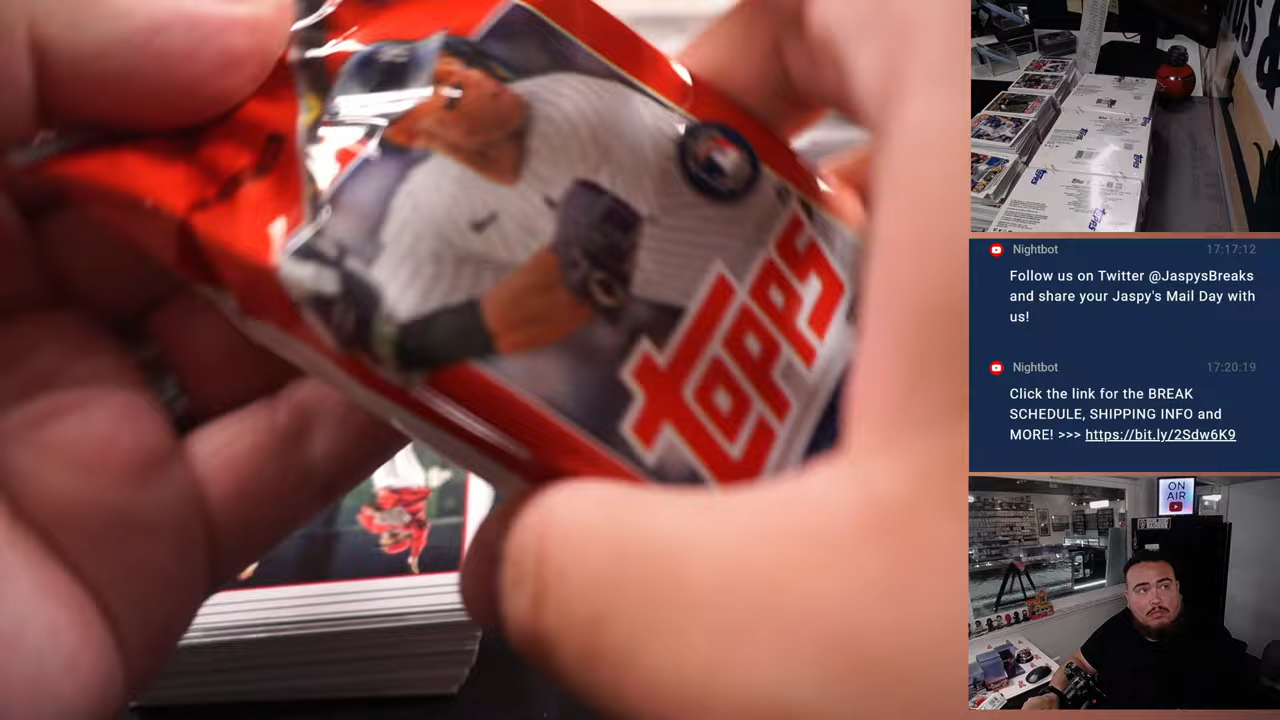 TOPPS
Nightbot 17:17:12
Follow us on Twitter @JaspysBreaks
and share your Jaspy's Mail Day with
us!
Nightbot 17:20:19
Click the link for the BREAK
SCHEDULE, SHIPPING INFO and
MORE! >>> https://bit.ly/2Sdw6K9
ON
AIR